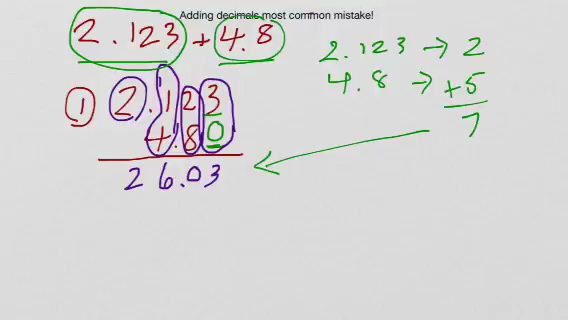 Adding decimals most common mistake!
2.123 + 4.8
2.123 → 2
4.8 → +5
7
① 2.123
4.80
26.03